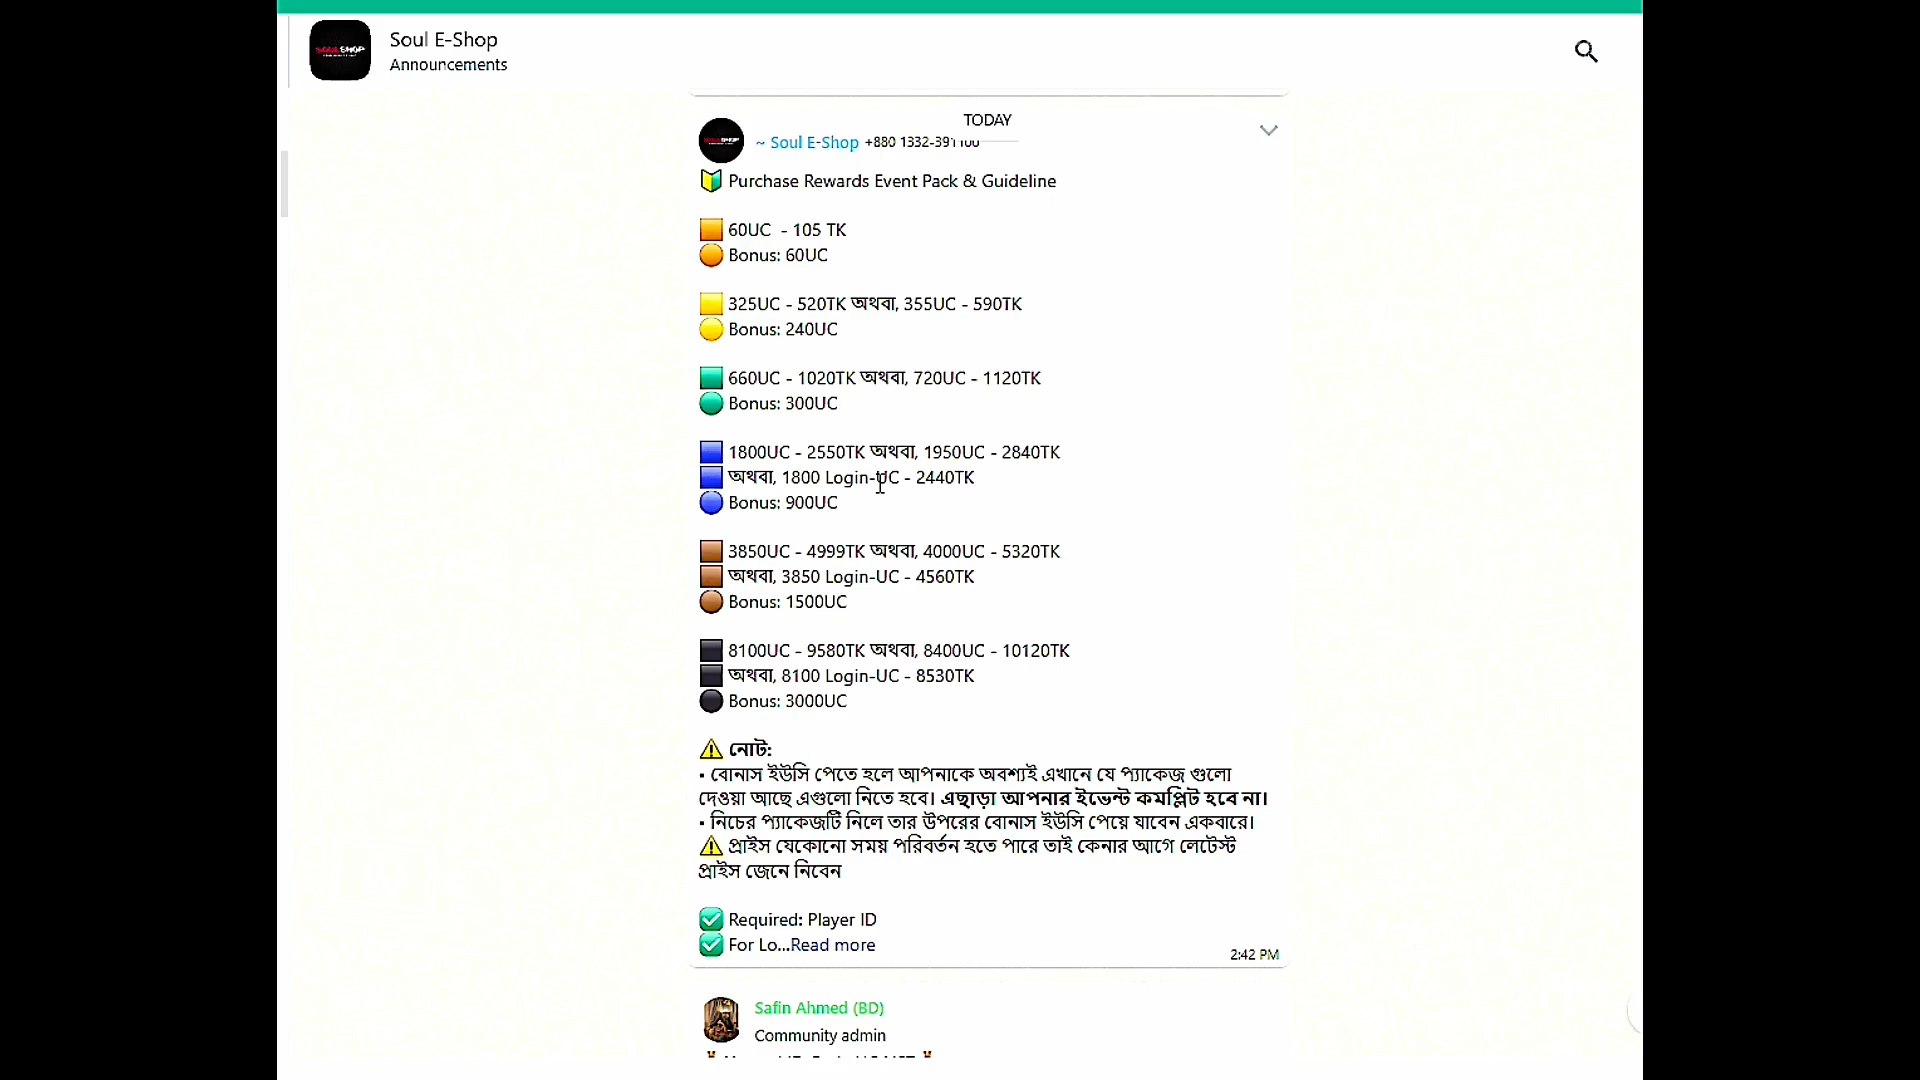 Soul E-Shop
Announcements
TODAY
~ Soul E-Shop +880 1332-391100
🔰 Purchase Rewards Event Pack & Guideline
🟧 60UC - 105 TK
🟠 Bonus: 60UC
🟨 325UC - 520TK অথবা, 355UC - 590TK
🟡 Bonus: 240UC
🟩 660UC - 1020TK অথবা, 720UC - 1120TK
🟢 Bonus: 300UC
🟦 1800UC - 2550TK অথবা, 1950UC - 2840TK
🟦 অথবা, 1800 Login-UC - 2440TK
🔵 Bonus: 900UC
🟫 3850UC - 4999TK অথবা, 4000UC - 5320TK
🟫 অথবা, 3850 Login-UC - 4560TK
🟤 Bonus: 1500UC
⬛ 8100UC - 9580TK অথবা, 8400UC - 10120TK
⬛ অথবা, 8100 Login-UC - 8530TK
⚫ Bonus: 3000UC
⚠️ নোট:
• বোনাস ইউসি পেতে হলে আপনাকে অবশ্যই এখানে যে প্যাকেজ গুলো
দেওয়া আছে এগুলো নিতে হবে। এছাড়া আপনার ইভেন্ট কমপ্লিট হবে না।
• নিচের প্যাকেজটি নিলে তার উপরের বোনাস ইউসি পেয়ে যাবেন একবারে।
⚠️ প্রাইস যেকোনো সময় পরিবর্তন হতে পারে তাই কেনার আগে লেটেস্ট
প্রাইস জেনে নিবেন
✅ Required: Player ID
✅ For Lo...Read more
2:42 PM
Safin Ahmed (BD)
Community admin